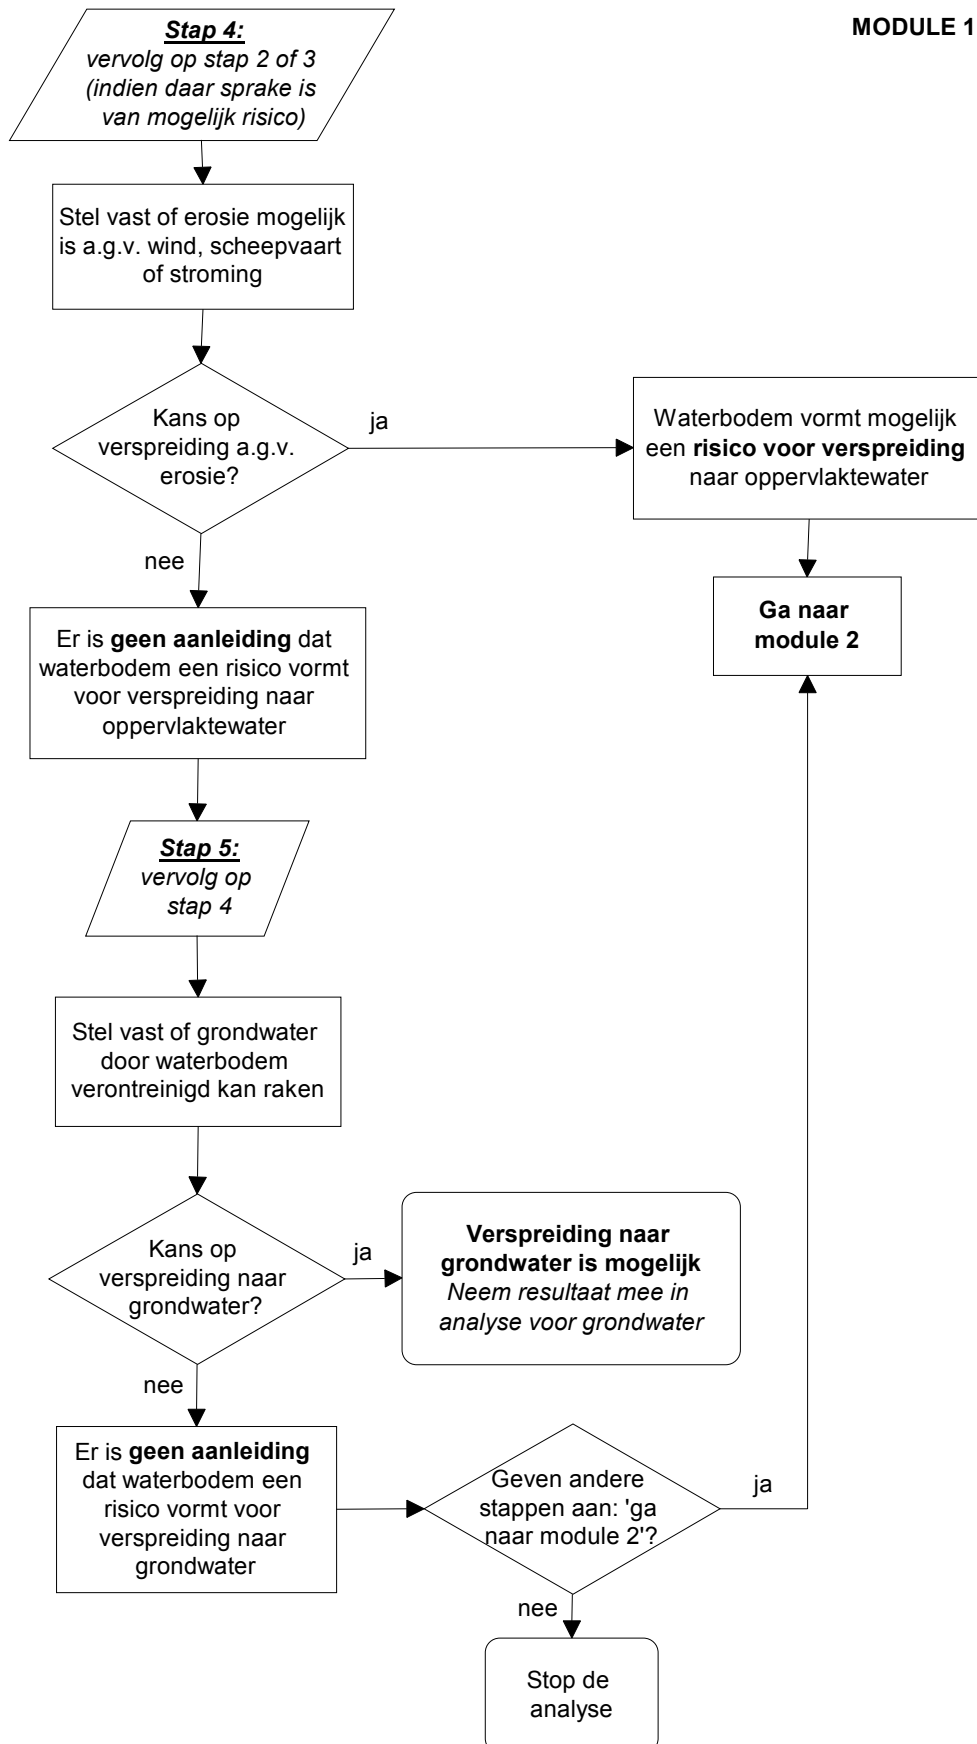 MODULE 1
Stap 4:
vervolg op stap 2 of 3
(indien daar sprake is
van mogelijk risico)
Stel vast of erosie mogelijk
is a.g.v. wind, scheepvaart
of stroming
Kans op
verspreiding a.g.v.
erosie?
ja
Waterbodem vormt mogelijk
een risico voor verspreiding
naar oppervlaktewater
nee
Ga naar
module 2
Er is geen aanleiding dat
waterbodem een risico vormt
voor verspreiding naar
oppervlaktewater
Stap 5:
vervolg op
stap 4
Stel vast of grondwater
door waterbodem
verontreinigd kan raken
Kans op
verspreiding naar
grondwater?
ja
Verspreiding naar
grondwater is mogelijk
Neem resultaat mee in
analyse voor grondwater
nee
Er is geen aanleiding
dat waterbodem een
risico vormt voor
verspreiding naar
grondwater
Geven andere
stappen aan: 'ga
naar module 2'?
ja
nee
Stop de
analyse